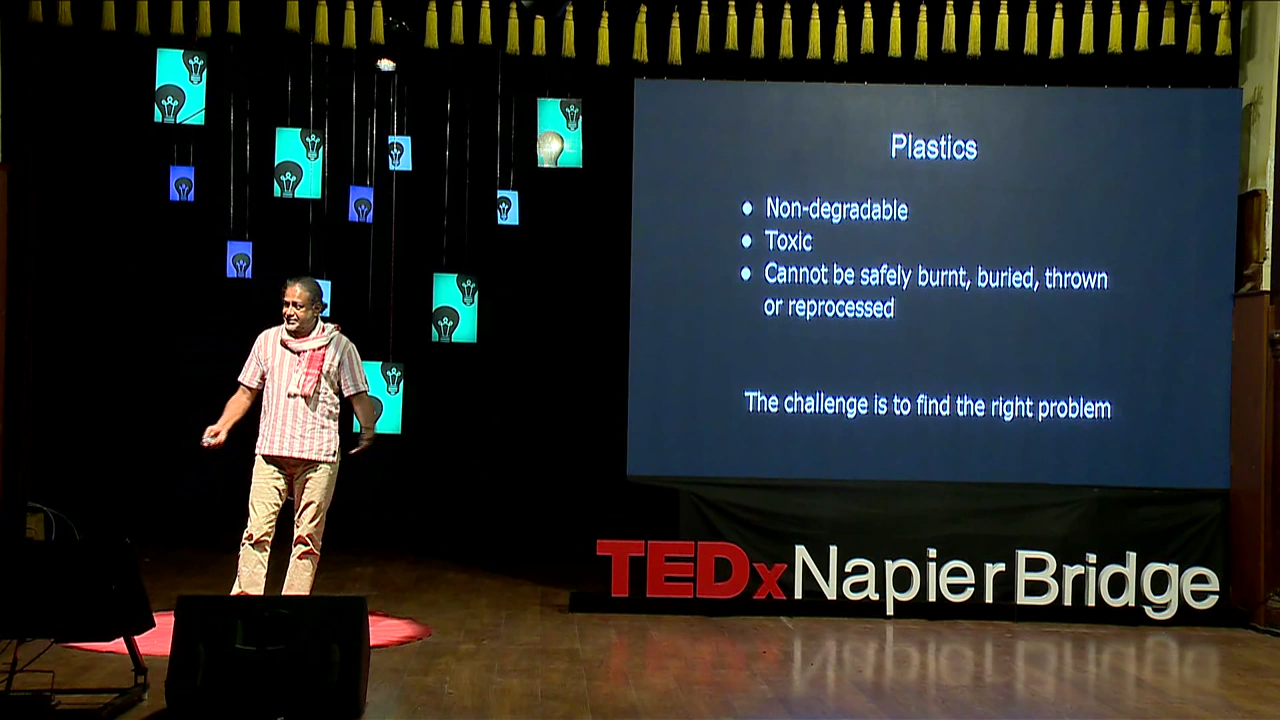 Plastics
● Non-degradable
● Toxic
● Cannot be safely burnt, buried, thrown
or reprocessed
The challenge is to find the right problem
TEDxNapierBridge